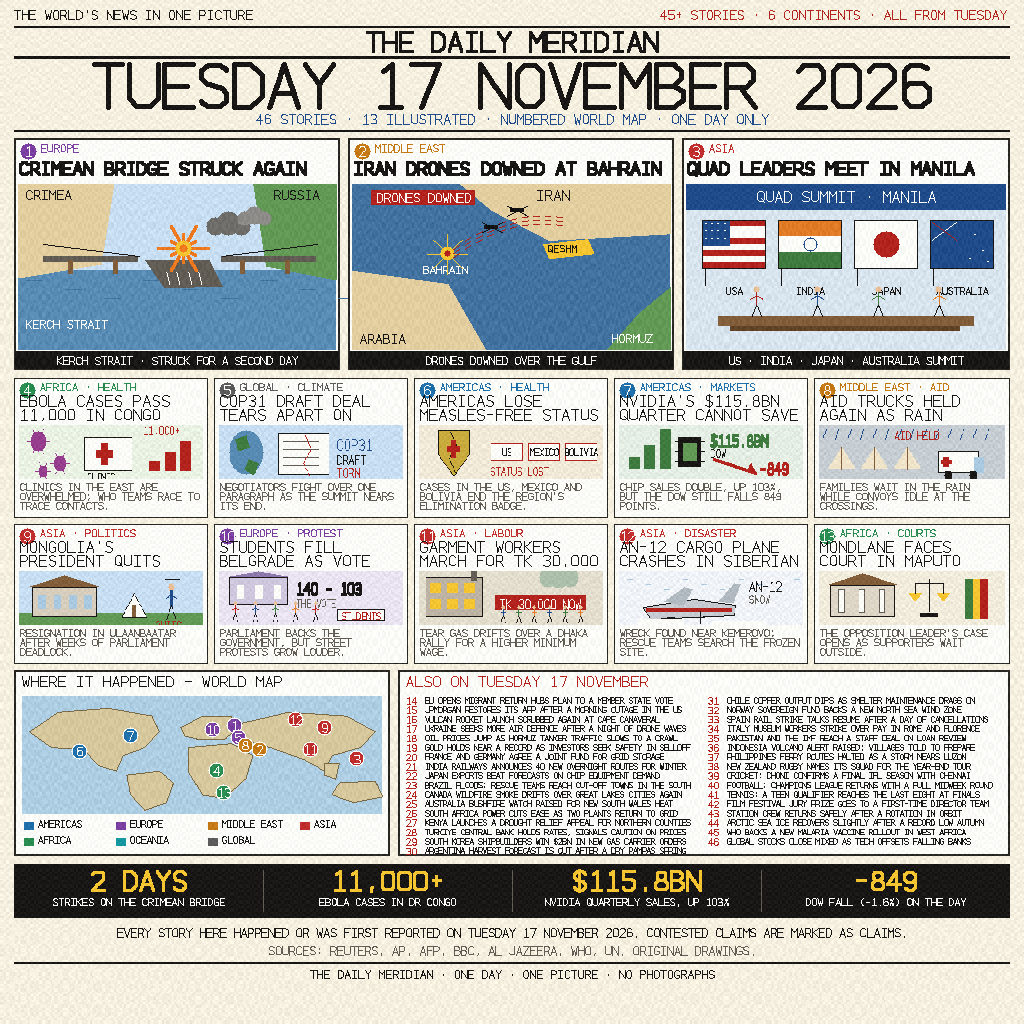 THE WORLD'S NEWS IN ONE PICTURE
45+ STORIES · 6 CONTINENTS · ALL FROM TUESDAY
THE DAILY MERIDIAN
TUESDAY 17 NOVEMBER 2026
46 STORIES · 13 ILLUSTRATED · NUMBERED WORLD MAP · ONE DAY ONLY
1 EUROPE
CRIMEAN BRIDGE STRUCK AGAIN
CRIMEA
RUSSIA
KERCH STRAIT
KERCH STRAIT · STRUCK FOR A SECOND DAY
2 MIDDLE EAST
IRAN DRONES DOWNED AT BAHRAIN
DRONES DOWNED
IRAN
QESHM
BAHRAIN
ARABIA
HORMUZ
DRONES DOWNED OVER THE GULF
3 ASIA
QUAD LEADERS MEET IN MANILA
QUAD SUMMIT · MANILA
USA
INDIA
JAPAN
AUSTRALIA
US · INDIA · JAPAN · AUSTRALIA SUMMIT
4 AFRICA · HEALTH
EBOLA CASES PASS
11,000 IN CONGO
11,000+
CLINICS IN THE EAST ARE
OVERWHELMED; WHO TEAMS RACE TO
TRACE CONTACTS.
5 GLOBAL · CLIMATE
COP31 DRAFT DEAL
TEARS APART ON
COP31
DRAFT
TORN
NEGOTIATORS FIGHT OVER ONE
PARAGRAPH AS THE SUMMIT NEARS
ITS END.
6 AMERICAS · HEALTH
AMERICAS LOSE
MEASLES-FREE STATUS
US
MEXICO
BOLIVIA
STATUS LOST
CASES IN THE US, MEXICO AND
BOLIVIA END THE REGION'S
ELIMINATION BADGE.
7 AMERICAS · MARKETS
NVIDIA'S $115.8BN
QUARTER CANNOT SAVE
$115.8BN
DOW
-849
CHIP SALES DOUBLE, UP 103%,
BUT THE DOW STILL FALLS 849
POINTS.
8 MIDDLE EAST · AID
AID TRUCKS HELD
AGAIN AS RAIN
AID HELD
FAMILIES WAIT IN THE RAIN
WHILE CONVOYS IDLE AT THE
CROSSINGS.
9 ASIA · POLITICS
MONGOLIA'S
PRESIDENT QUITS
RESIGNATION IN ULAANBAATAR
AFTER WEEKS OF PARLIAMENT
DEADLOCK.
10 EUROPE · PROTEST
STUDENTS FILL
BELGRADE AS VOTE
140 - 103
THE VOTE
STUDENTS
PARLIAMENT BACKS THE
GOVERNMENT, BUT STREET
PROTESTS GROW LOUDER.
11 ASIA · LABOUR
GARMENT WORKERS
MARCH FOR TK 30,000
TK 30,000 NOW
TEAR GAS DRIFTS OVER A DHAKA
RALLY FOR A HIGHER MINIMUM
WAGE.
12 ASIA · DISASTER
AN-12 CARGO PLANE
CRASHES IN SIBERIAN
AN-12
SNOW
WRECK FOUND NEAR KEMEROVO;
RESCUE TEAMS SEARCH THE FROZEN
SITE.
13 AFRICA · COURTS
MONDLANE FACES
COURT IN MAPUTO
THE OPPOSITION LEADER'S CASE
OPENS AS SUPPORTERS WAIT
OUTSIDE.
WHERE IT HAPPENED - WORLD MAP
12
10
1
9
7
5
6
8
2
11
3
4
13
AMERICAS
EUROPE
MIDDLE EAST
ASIA
AFRICA
OCEANIA
GLOBAL
ALSO ON TUESDAY 17 NOVEMBER
14 EU OPENS MIGRANT RETURN HUBS PLAN TO A MEMBER STATE VOTE
15 JPMORGAN RESTORES ITS APP AFTER A MORNING OUTAGE IN THE US
16 VULCAN ROCKET LAUNCH SCRUBBED AGAIN AT CAPE CANAVERAL
17 UKRAINE SEEKS MORE AIR DEFENCE AFTER A NIGHT OF DRONE WAVES
18 OIL PRICES JUMP AS HORMUZ TANKER TRAFFIC SLOWS TO A CRAWL
19 GOLD HOLDS NEAR A RECORD AS INVESTORS SEEK SAFETY IN SELLOFF
20 FRANCE AND GERMANY AGREE A JOINT FUND FOR GRID STORAGE
21 INDIA RAILWAYS ANNOUNCES 40 NEW OVERNIGHT ROUTES FOR WINTER
22 JAPAN EXPORTS BEAT FORECASTS ON CHIP EQUIPMENT DEMAND
23 BRAZIL FLOODS: RESCUE TEAMS REACH CUT-OFF TOWNS IN THE SOUTH
24 CANADA WILDFIRE SMOKE DRIFTS OVER GREAT LAKES CITIES AGAIN
25 AUSTRALIA BUSHFIRE WATCH RAISED FOR NEW SOUTH WALES HEAT
26 SOUTH AFRICA POWER CUTS EASE AS TWO PLANTS RETURN TO GRID
27 KENYA LAUNCHES A DROUGHT RELIEF APPEAL FOR NORTHERN COUNTIES
28 TURKIYE CENTRAL BANK HOLDS RATES, SIGNALS CAUTION ON PRICES
29 SOUTH KOREA SHIPBUILDERS WIN $2BN IN NEW GAS CARRIER ORDERS
30 ARGENTINA HARVEST FORECAST IS CUT AFTER A DRY PAMPAS SPRING
31 CHILE COPPER OUTPUT DIPS AS SMELTER MAINTENANCE DRAGS ON
32 NORWAY SOVEREIGN FUND BACKS A NEW NORTH SEA WIND ZONE
33 SPAIN RAIL STRIKE TALKS RESUME AFTER A DAY OF CANCELLATIONS
34 ITALY MUSEUM WORKERS STRIKE OVER PAY IN ROME AND FLORENCE
35 PAKISTAN AND THE IMF REACH A STAFF DEAL ON LOAN REVIEW
36 INDONESIA VOLCANO ALERT RAISED; VILLAGES TOLD TO PREPARE
37 PHILIPPINES FERRY ROUTES HALTED AS A STORM NEARS LUZON
38 NEW ZEALAND RUGBY NAMES ITS SQUAD FOR THE YEAR-END TOUR
39 CRICKET: DHONI CONFIRMS A FINAL IPL SEASON WITH CHENNAI
40 FOOTBALL: CHAMPIONS LEAGUE RETURNS WITH A FULL MIDWEEK ROUND
41 TENNIS: A TEEN QUALIFIER REACHES THE LAST EIGHT AT FINALS
42 FILM FESTIVAL JURY PRIZE GOES TO A FIRST-TIME DIRECTOR TEAM
43 STATION CREW RETURNS SAFELY AFTER A ROTATION IN ORBIT
44 ARCTIC SEA ICE RECOVERS SLIGHTLY AFTER A RECORD LOW AUTUMN
45 WHO BACKS A NEW MALARIA VACCINE ROLLOUT IN WEST AFRICA
46 GLOBAL STOCKS CLOSE MIXED AS TECH OFFSETS FALLING BANKS
2 DAYS
STRIKES ON THE CRIMEAN BRIDGE
11,000+
EBOLA CASES IN DR CONGO
$115.8BN
NVIDIA QUARTERLY SALES, UP 103%
-849
DOW FALL (-1.6%) ON THE DAY
EVERY STORY HERE HAPPENED OR WAS FIRST REPORTED ON TUESDAY 17 NOVEMBER 2026. CONTESTED CLAIMS ARE MARKED AS CLAIMS.
SOURCES: REUTERS, AP, AFP, BBC, AL JAZEERA, WHO, UN. ORIGINAL DRAWINGS.
THE DAILY MERIDIAN · ONE DAY · ONE PICTURE · NO PHOTOGRAPHS